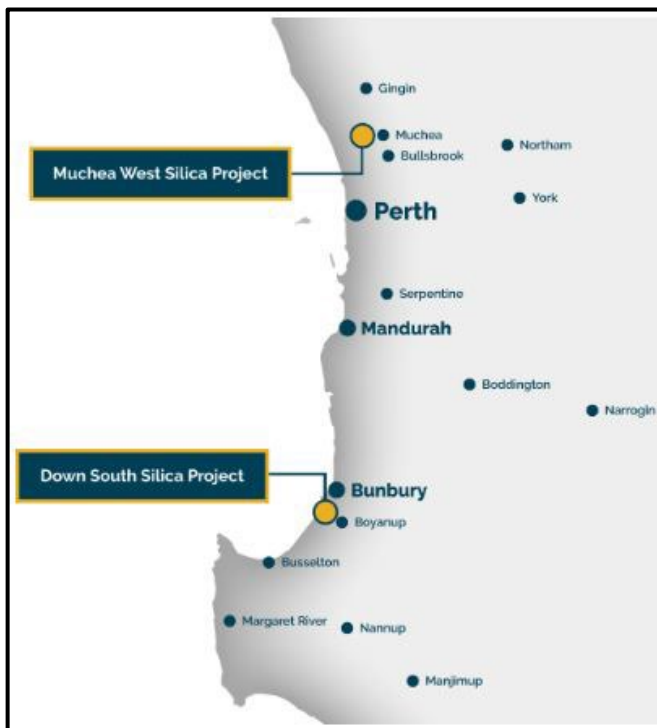 Gingin
Muchea
Northam
Bullsbrook
Muchea West Silica Project
York
Perth
Serpentine
Mandurah
Boddington
Narrogin
Down South Silica Project
Bunbury
Boyanup
Busselton
Margaret River
Nannup
Manjimup